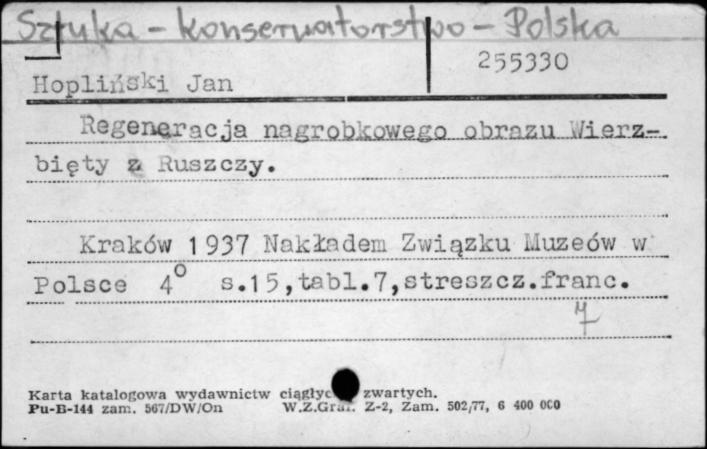 Sztuka - konserwatorstwo - Polska
255330
Hopliński Jan
Regeneracja nagrobkowego obrazu Wierz-
bięty z Ruszczy.
Kraków 1937 Nakładem Związku Muzeów w
Polsce 4° s.15,tabl.7,streszcz.franc.
Karta katalogowa wydawnictw zwartych.
Pu-B-144 zam. 567/DW/On W.Z.Graf. Z-2, Zam. 502/77, 6 400 000